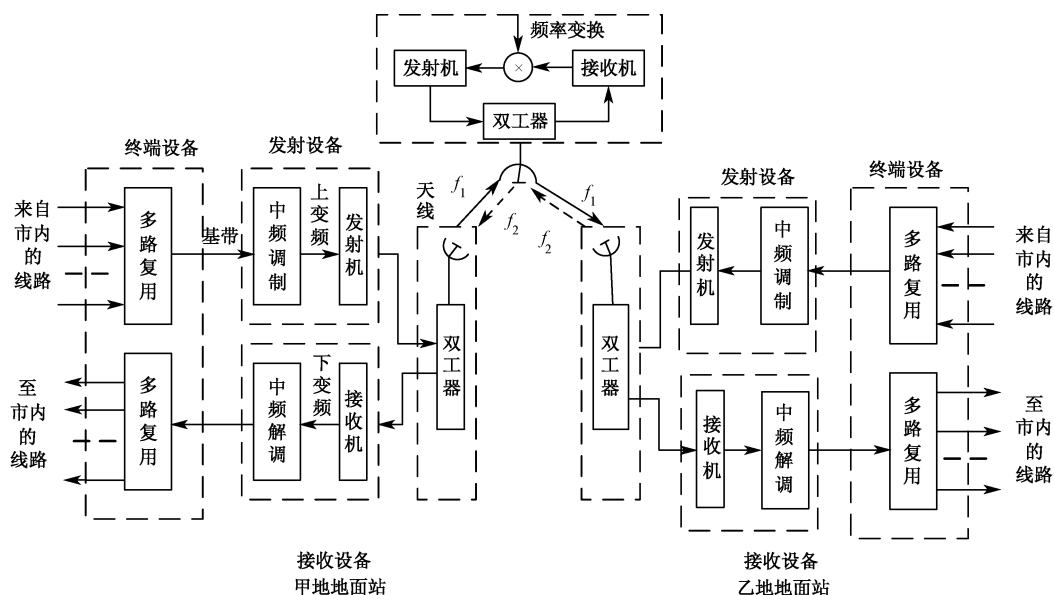 频率变换
发射机
×
接收机
双工器
终端设备
发射设备
天线
f1
f2
f1
f2
发射设备
终端设备
来自
市内
的
线路
多路复用
基带
中频调制
上变频
发射机
双工器
双工器
发射机
中频调制
多路复用
来自
市内
的
线路
至
市内
的
线路
多路复用
中频解调
下变频
接收机
接收机
中频解调
多路复用
至
市内
的
线路
接收设备
甲地地面站
接收设备
乙地地面站